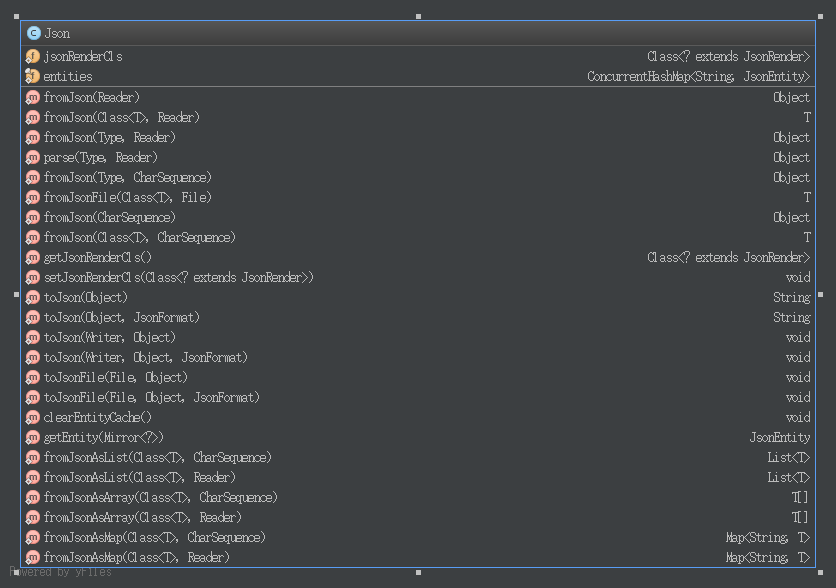 Json
jsonRenderCls Class<? extends JsonRender>
entities ConcurrentHashMap<String, JsonEntity>
fromJson(Reader) Object
fromJson(Class<T>, Reader) T
fromJson(Type, Reader) Object
parse(Type, Reader) Object
fromJson(Type, CharSequence) Object
fromJsonFile(Class<T>, File) T
fromJson(CharSequence) Object
fromJson(Class<T>, CharSequence) T
getJsonRenderCls() Class<? extends JsonRender>
setJsonRenderCls(Class<? extends JsonRender>) void
toJson(Object) String
toJson(Object, JsonFormat) String
toJson(Writer, Object) void
toJson(Writer, Object, JsonFormat) void
toJsonFile(File, Object) void
toJsonFile(File, Object, JsonFormat) void
clearEntityCache() void
getEntity(Mirror<?>) JsonEntity
fromJsonAsList(Class<T>, CharSequence) List<T>
fromJsonAsList(Class<T>, Reader) List<T>
fromJsonAsArray(Class<T>, CharSequence) T[]
fromJsonAsArray(Class<T>, Reader) T[]
fromJsonAsMap(Class<T>, CharSequence) Map<String, T>
fromJsonAsMap(Class<T>, Reader) Map<String, T>
Powered by yFiles